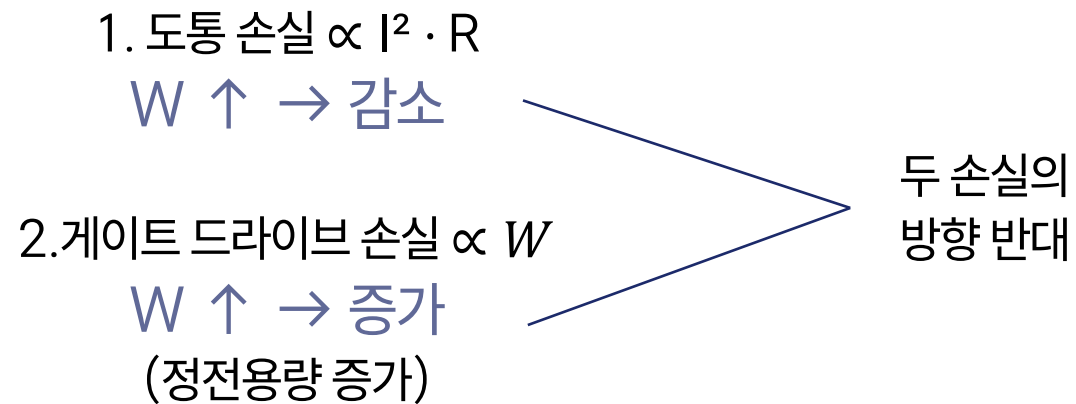 1. 도통 손실 ∝ I² · R
W ↑ → 감소
2.게이트 드라이브 손실 ∝ W
W ↑ → 증가
(정전용량 증가)
두 손실의
방향 반대